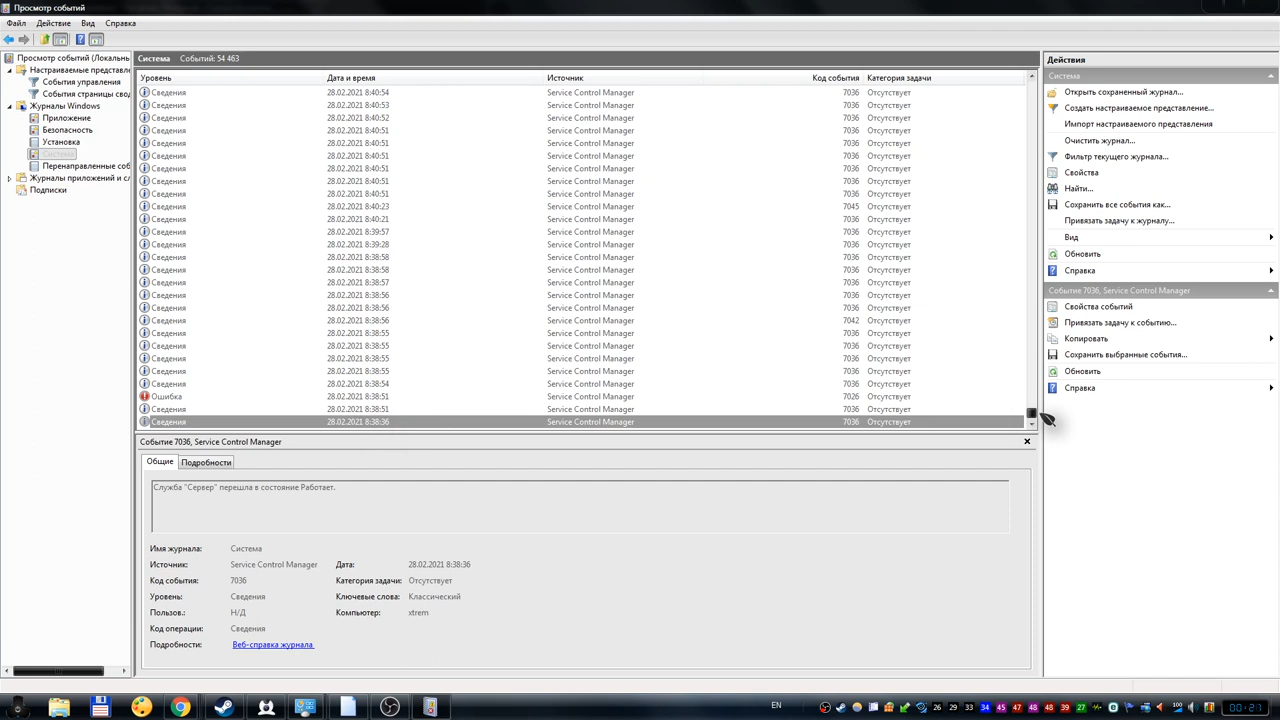 Просмотр событий
Файл Действие Вид Справка
Просмотр событий (Локальнь
Настраиваемые представле
События управления
События страницы свод
Журналы Windows
Приложение
Безопасность
Установка
Система
Перенаправленные соб
Журналы приложений и сл
Подписки
Система Событий: 54 463
Уровень Дата и время Источник Код события Категория задачи
Сведения 28.02.2021 8:40:54 Service Control Manager 7036 Отсутствует
Сведения 28.02.2021 8:40:53 Service Control Manager 7036 Отсутствует
Сведения 28.02.2021 8:40:52 Service Control Manager 7036 Отсутствует
Сведения 28.02.2021 8:40:51 Service Control Manager 7036 Отсутствует
Сведения 28.02.2021 8:40:51 Service Control Manager 7036 Отсутствует
Сведения 28.02.2021 8:40:51 Service Control Manager 7036 Отсутствует
Сведения 28.02.2021 8:40:51 Service Control Manager 7036 Отсутствует
Сведения 28.02.2021 8:40:51 Service Control Manager 7036 Отсутствует
Сведения 28.02.2021 8:40:51 Service Control Manager 7036 Отсутствует
Сведения 28.02.2021 8:40:23 Service Control Manager 7045 Отсутствует
Сведения 28.02.2021 8:40:21 Service Control Manager 7036 Отсутствует
Сведения 28.02.2021 8:39:57 Service Control Manager 7036 Отсутствует
Сведения 28.02.2021 8:39:28 Service Control Manager 7036 Отсутствует
Сведения 28.02.2021 8:38:58 Service Control Manager 7036 Отсутствует
Сведения 28.02.2021 8:38:58 Service Control Manager 7036 Отсутствует
Сведения 28.02.2021 8:38:57 Service Control Manager 7036 Отсутствует
Сведения 28.02.2021 8:38:56 Service Control Manager 7036 Отсутствует
Сведения 28.02.2021 8:38:56 Service Control Manager 7036 Отсутствует
Сведения 28.02.2021 8:38:56 Service Control Manager 7042 Отсутствует
Сведения 28.02.2021 8:38:55 Service Control Manager 7036 Отсутствует
Сведения 28.02.2021 8:38:55 Service Control Manager 7036 Отсутствует
Сведения 28.02.2021 8:38:55 Service Control Manager 7036 Отсутствует
Сведения 28.02.2021 8:38:55 Service Control Manager 7036 Отсутствует
Сведения 28.02.2021 8:38:54 Service Control Manager 7036 Отсутствует
Ошибка 28.02.2021 8:38:51 Service Control Manager 7026 Отсутствует
Сведения 28.02.2021 8:38:51 Service Control Manager 7036 Отсутствует
Сведения 28.02.2021 8:38:36 Service Control Manager 7036 Отсутствует
Событие 7036, Service Control Manager
Общие Подробности
Служба "Сервер" перешла в состояние Работает.
Имя журнала: Система
Источник: Service Control Manager Дата: 28.02.2021 8:38:36
Код события: 7036 Категория задачи: Отсутствует
Уровень: Сведения Ключевые слова: Классический
Пользов.: Н/Д Компьютер: xtrem
Код операции: Сведения
Подробности: Веб-справка журнала
Действия
Система
Открыть сохраненный журнал...
Создать настраиваемое представление...
Импорт настраиваемого представления
Очистить журнал...
Фильтр текущего журнала...
Свойства
Найти...
Сохранить все события как...
Привязать задачу к журналу...
Вид
Обновить
Справка
Событие 7036, Service Control Manager
Свойства событий
Привязать задачу к событию...
Копировать
Сохранить выбранные события...
Обновить
Справка
EN 26 29 33 34 45 47 48 39 27 100 00:27